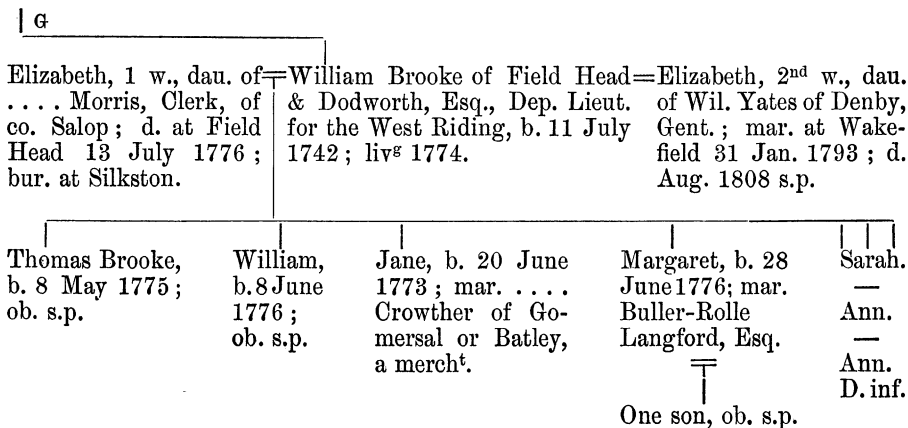 G
Elizabeth, 1 w., dau. of
. . . . Morris, Clerk, of
co. Salop ; d. at Field
Head 13 July 1776 ;
bur. at Silkston.
William Brooke of Field Head
& Dodworth, Esq., Dep. Lieut.
for the West Riding, b. 11 July
1742 ; livᵍ 1774.
Elizabeth, 2ⁿᵈ w., dau.
of Wil. Yates of Denby,
Gent. ; mar. at Wake-
field 31 Jan. 1793 ; d.
Aug. 1808 s.p.
Thomas Brooke,
b. 8 May 1775 ;
ob. s.p.
William,
b. 8 June
1776 ;
ob. s.p.
Jane, b. 20 June
1773 ; mar. . . . .
Crowther of Go-
mersal or Batley,
a mercht.
Margaret, b. 28
June 1776; mar.
Buller-Rolle
Langford, Esq.
One son, ob. s.p.
Sarah.
—
Ann.
—
Ann.
D. inf.